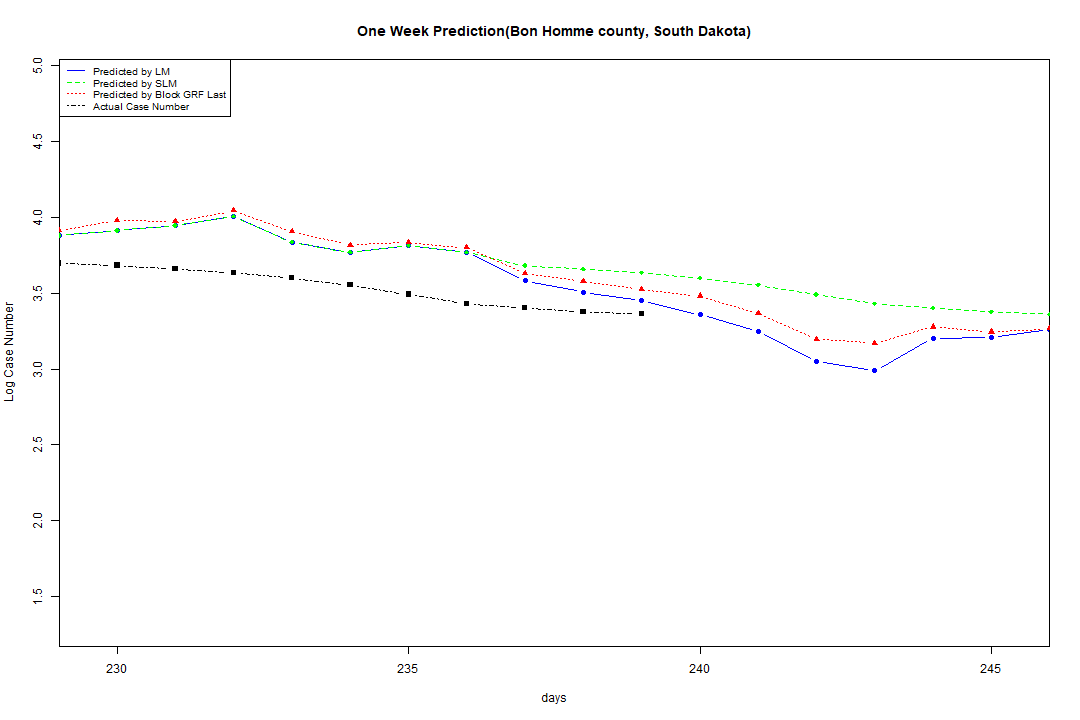 One Week Prediction(Bon Homme county, South Dakota)
Predicted by LM
Predicted by SLM
Predicted by Block GRF Last
Actual Case Number
5.0
4.5
4.0
3.5
3.0
2.5
2.0
1.5
Log Case Number
230
235
240
245
days